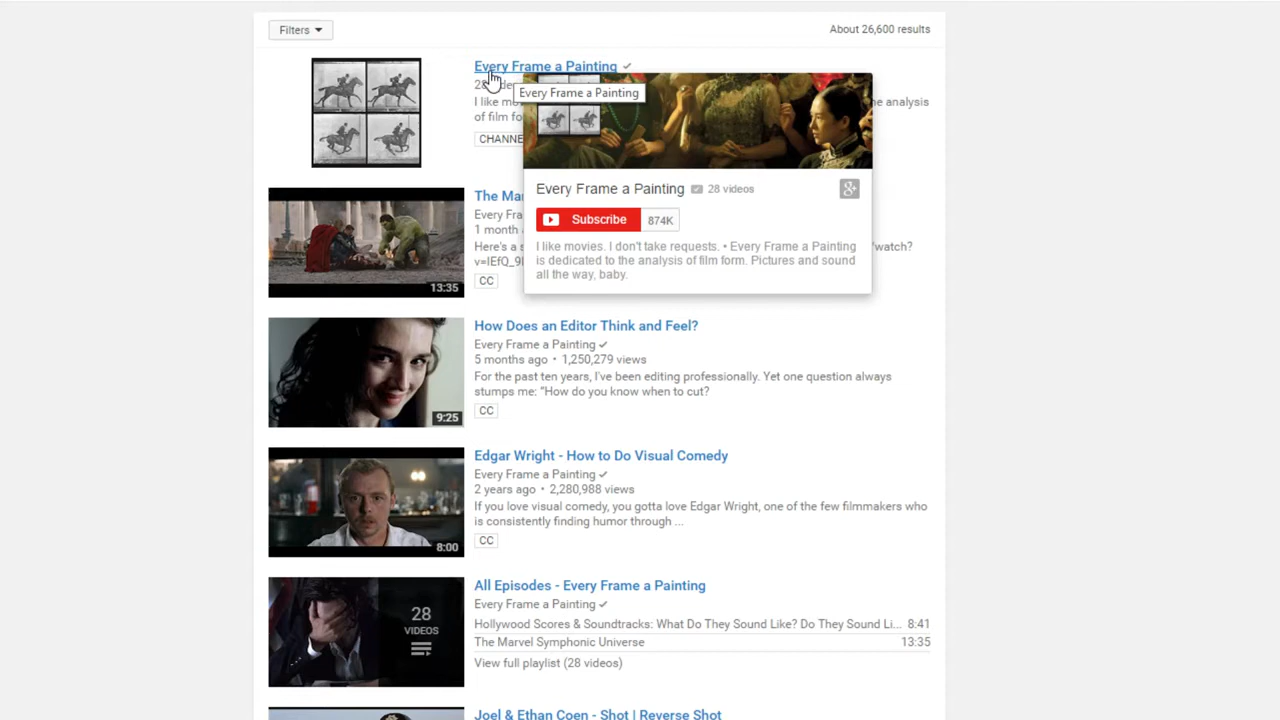 Filters
About 26,600 results
Every Frame a Painting
28
Every Frame a Painting
I like
the analysis
of film
CHANNE
Every Frame a Painting 28 videos
Subscribe 874K
I like movies. I don't take requests. • Every Frame a Painting
is dedicated to the analysis of film form. Pictures and sound
all the way, baby.
The Mar
Every Fra
1 month
Here's a s
watch?
v=IEfQ_9
CC
13:35
How Does an Editor Think and Feel?
Every Frame a Painting
5 months ago • 1,250,279 views
For the past ten years, I've been editing professionally. Yet one question always
stumps me: "How do you know when to cut?
CC
9:25
Edgar Wright - How to Do Visual Comedy
Every Frame a Painting
2 years ago • 2,280,988 views
If you love visual comedy, you gotta love Edgar Wright, one of the few filmmakers who
is consistently finding humor through ...
CC
8:00
All Episodes - Every Frame a Painting
Every Frame a Painting
Hollywood Scores & Soundtracks: What Do They Sound Like? Do They Sound Li... 8:41
The Marvel Symphonic Universe 13:35
View full playlist (28 videos)
28
VIDEOS
Joel & Ethan Coen - Shot | Reverse Shot